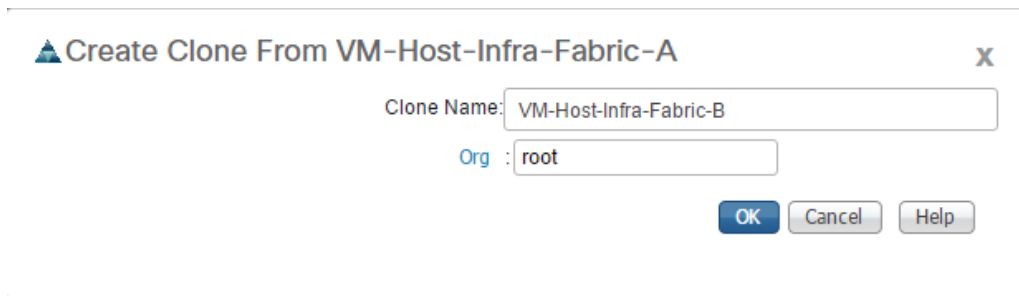 Create Clone From VM-Host-Infra-Fabric-A
x
Clone Name: VM-Host-Infra-Fabric-B
Org : root
OK Cancel Help